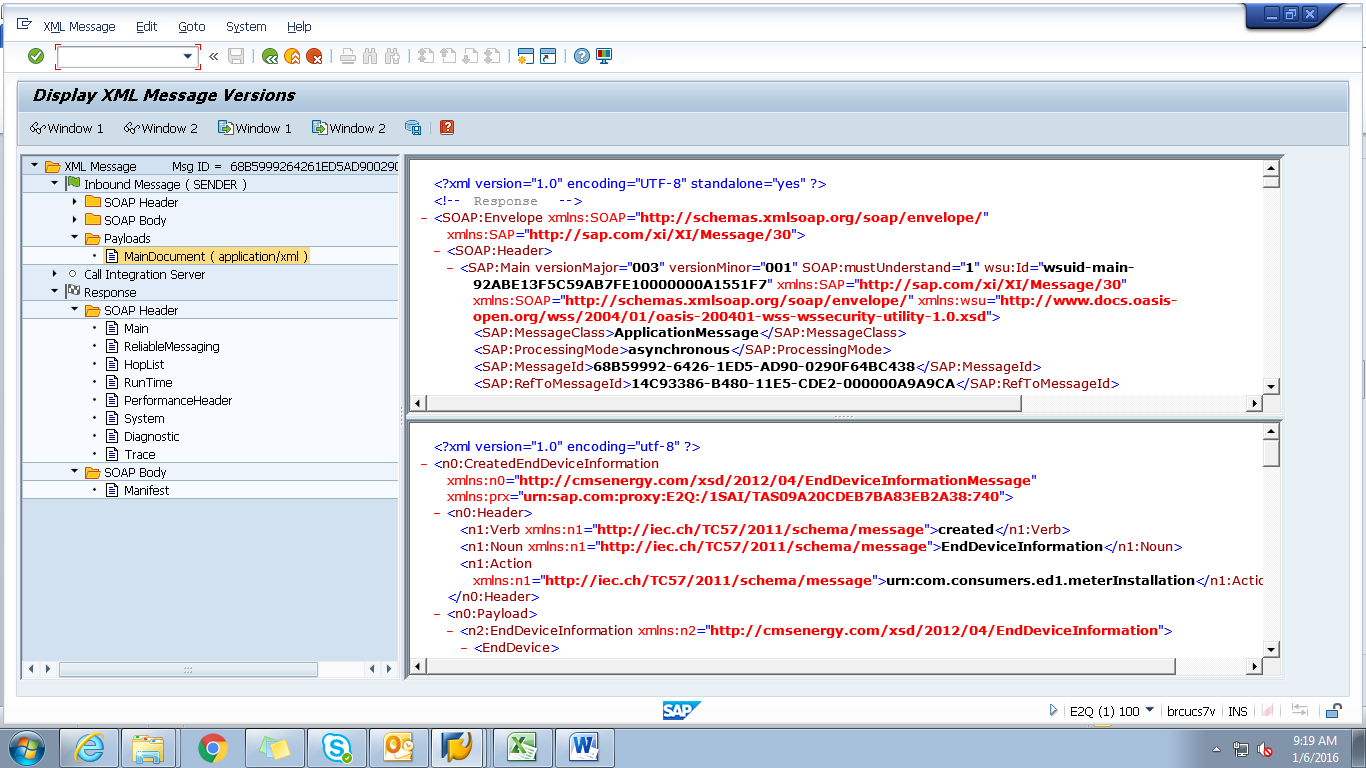 XML Message Edit Goto System Help
«
Display XML Message Versions
Window 1 Window 2 Window 1 Window 2
XML Message Msg ID = 68B5999264261ED5AD900290
Inbound Message ( SENDER )
SOAP Header
SOAP Body
Payloads
MainDocument ( application/xml )
Call Integration Server
Response
SOAP Header
Main
ReliableMessaging
HopList
RunTime
PerformanceHeader
System
Diagnostic
Trace
SOAP Body
Manifest
<?xml version="1.0" encoding="UTF-8" standalone="yes" ?>
<!-- Response -->
- <SOAP:Envelope xmlns:SOAP="http://schemas.xmlsoap.org/soap/envelope/"
xmlns:SAP="http://sap.com/xi/XI/Message/30">
- <SOAP:Header>
- <SAP:Main versionMajor="003" versionMinor="001" SOAP:mustUnderstand="1" wsu:Id="wsuid-main-
92ABE13F5C59AB7FE10000000A1551F7" xmlns:SAP="http://sap.com/xi/XI/Message/30"
xmlns:SOAP="http://schemas.xmlsoap.org/soap/envelope/" xmlns:wsu="http://www.docs.oasis-
open.org/wss/2004/01/oasis-200401-wss-wssecurity-utility-1.0.xsd">
<SAP:MessageClass>ApplicationMessage</SAP:MessageClass>
<SAP:ProcessingMode>asynchronous</SAP:ProcessingMode>
<SAP:MessageId>68B59992-6426-1ED5-AD90-0290F64BC438</SAP:MessageId>
<SAP:RefToMessageId>14C93386-B480-11E5-CDE2-000000A9A9CA</SAP:RefToMessageId>
<?xml version="1.0" encoding="utf-8" ?>
- <n0:CreatedEndDeviceInformation
xmlns:n0="http://cmsenergy.com/xsd/2012/04/EndDeviceInformationMessage"
xmlns:prx="urn:sap.com:proxy:E2Q:/1SAI/TAS09A20CDEB7BA83EB2A38:740">
- <n0:Header>
<n1:Verb xmlns:n1="http://iec.ch/TC57/2011/schema/message">created</n1:Verb>
<n1:Noun xmlns:n1="http://iec.ch/TC57/2011/schema/message">EndDeviceInformation</n1:Noun>
<n1:Action
xmlns:n1="http://iec.ch/TC57/2011/schema/message">urn:com.consumers.ed1.meterInstallation</n1:Actic
</n0:Header>
- <n0:Payload>
- <n2:EndDeviceInformation xmlns:n2="http://cmsenergy.com/xsd/2012/04/EndDeviceInformation">
- <EndDevice>
SAP
E2Q (1) 100 brcucs7v INS
9:19 AM
1/6/2016